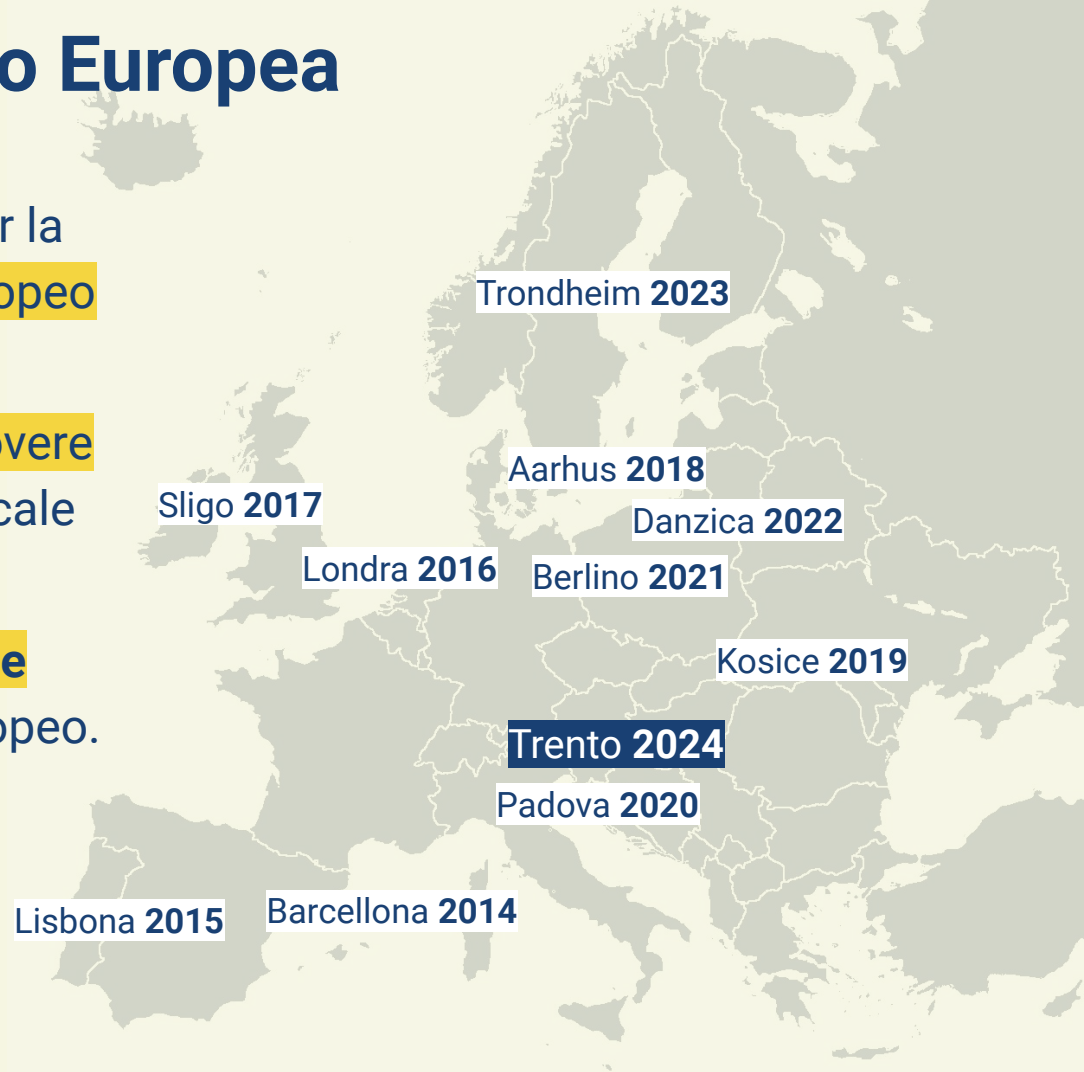 o Europea
r la
opeo
overe
cale
e
opeo.
Trondheim 2023
Aarhus 2018
Sligo 2017
Danzica 2022
Londra 2016
Berlino 2021
Kosice 2019
Trento 2024
Padova 2020
Lisbona 2015
Barcellona 2014